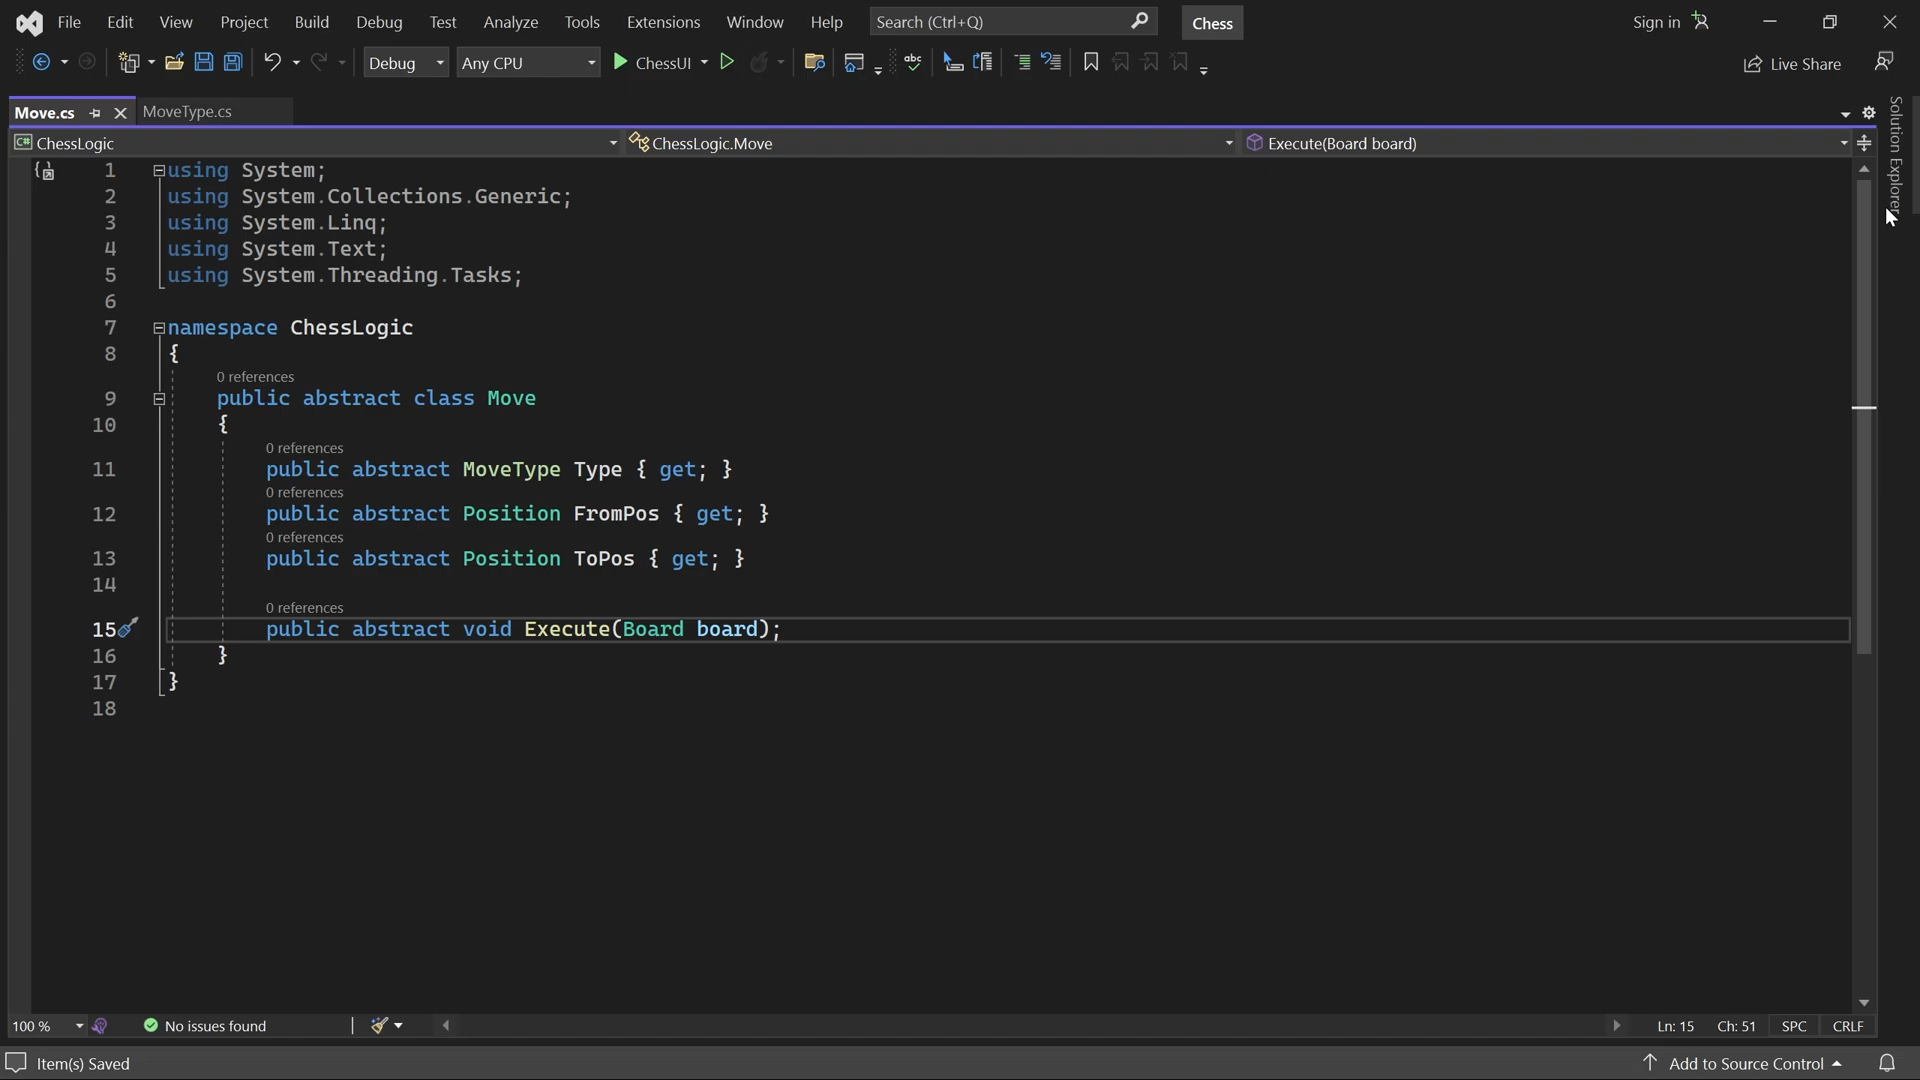 File Edit View Project Build Debug Test Analyze Tools Extensions Window Help Search (Ctrl+Q) Chess Sign in
Debug Any CPU ChessUI Live Share
Move.cs MoveType.cs
C# ChessLogic ChessLogic.Move Execute(Board board)
Solution Explorer
1 using System;
2 using System.Collections.Generic;
3 using System.Linq;
4 using System.Text;
5 using System.Threading.Tasks;
6
7 namespace ChessLogic
8 {
0 references
9 public abstract class Move
10 {
0 references
11 public abstract MoveType Type { get; }
0 references
12 public abstract Position FromPos { get; }
0 references
13 public abstract Position ToPos { get; }
14
0 references
15 public abstract void Execute(Board board);
16 }
17 }
18
100 % No issues found Ln: 15 Ch: 51 SPC CRLF
Item(s) Saved Add to Source Control